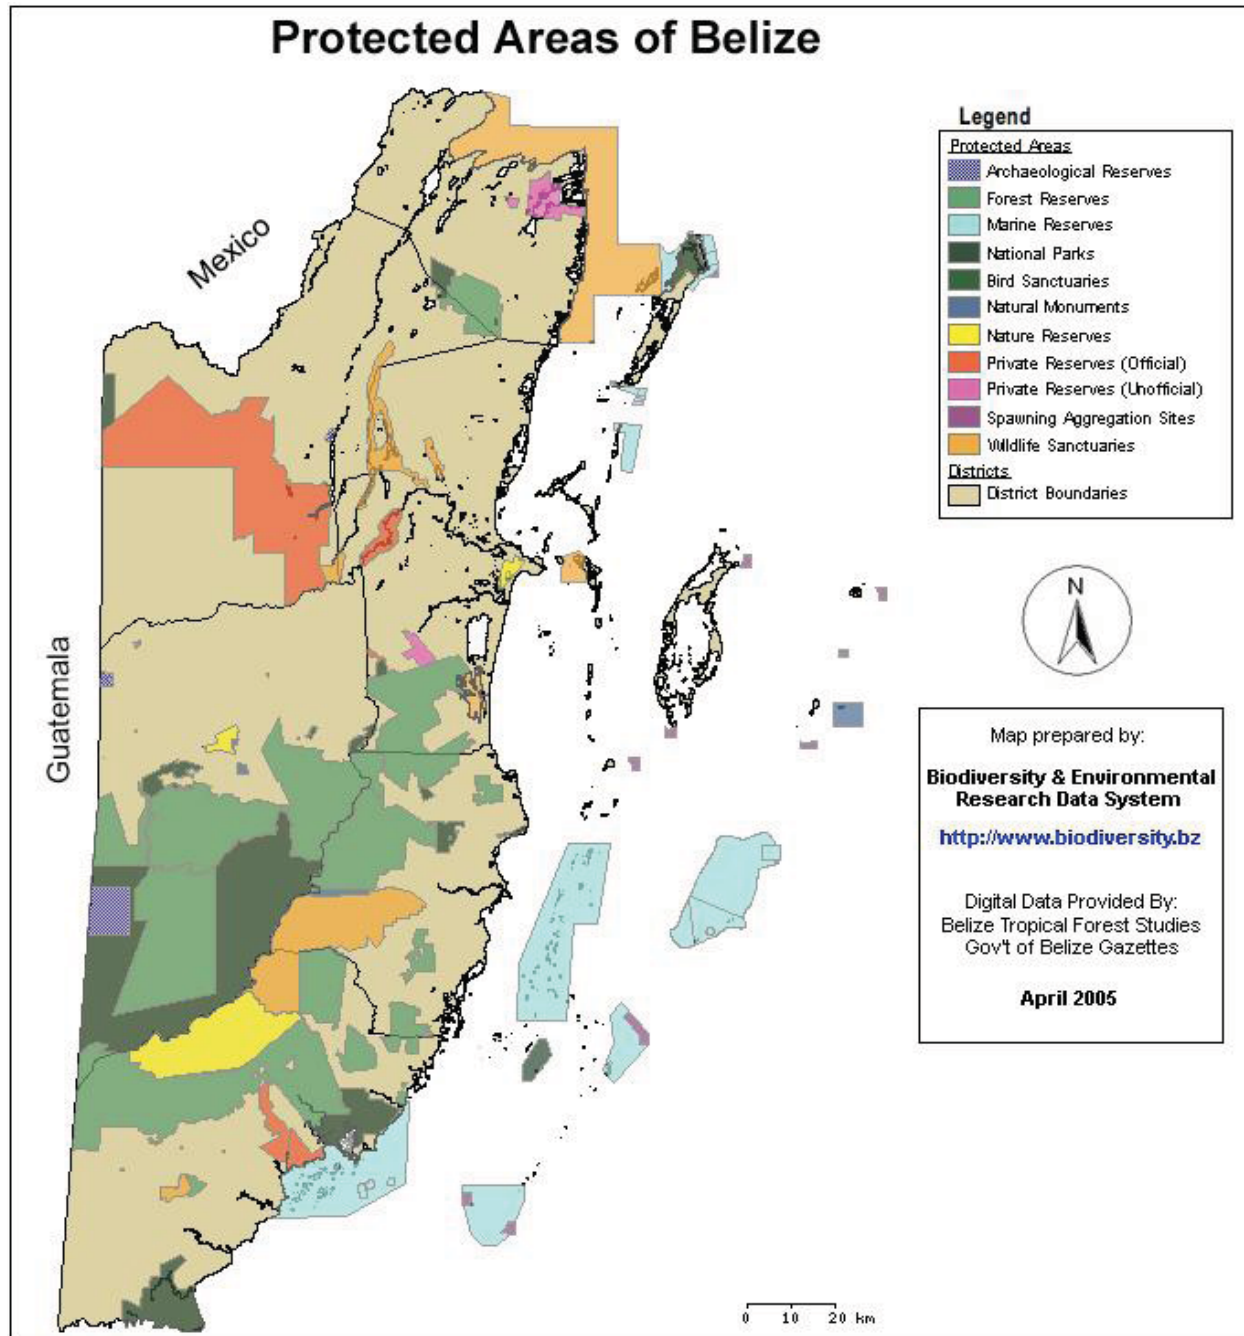 Protected Areas of Belize
Mexico
Guatemala
Legend
Protected Areas
Archaeological Reserves
Forest Reserves
Marine Reserves
National Parks
Bird Sanctuaries
Natural Monuments
Nature Reserves
Private Reserves (Official)
Private Reserves (Unofficial)
Spawning Aggregation Sites
Wildlife Sanctuaries
Districts
District Boundaries
N
Map prepared by:
Biodiversity & Environmental
Research Data System
http://www.biodiversity.bz
Digital Data Provided By:
Belize Tropical Forest Studies
Gov't of Belize Gazettes
April 2005
0 10 20 km